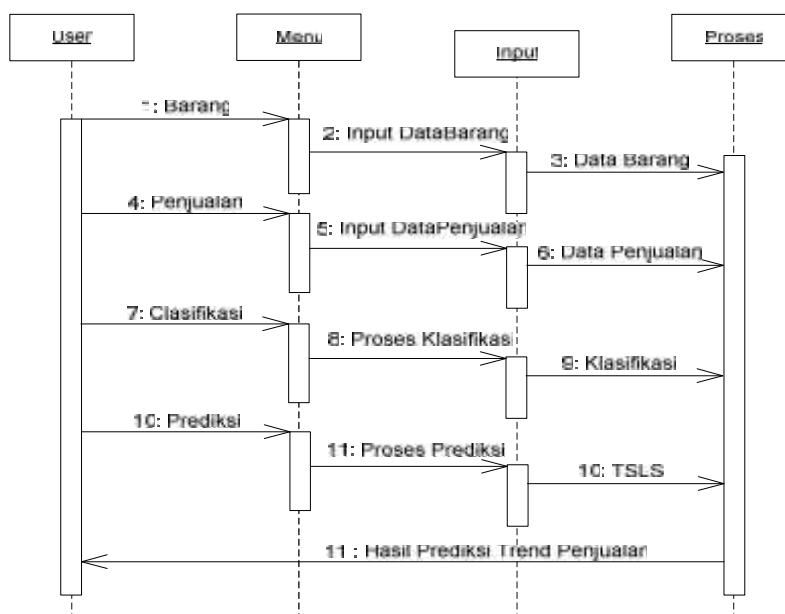 User
Menu
Input
Proses
1: Barang
2: Input DataBarang
3: Data Barang
4: Penjualan
5: Input DataPenjualan
6: Data Penjualan
7: Clasifikasi
8: Proses Klasifikasi
9: Klasifikasi
10: Prediksi
11: Proses Prediksi
10: TSLS
11 : Hasil Prediksi Trend Penjualan